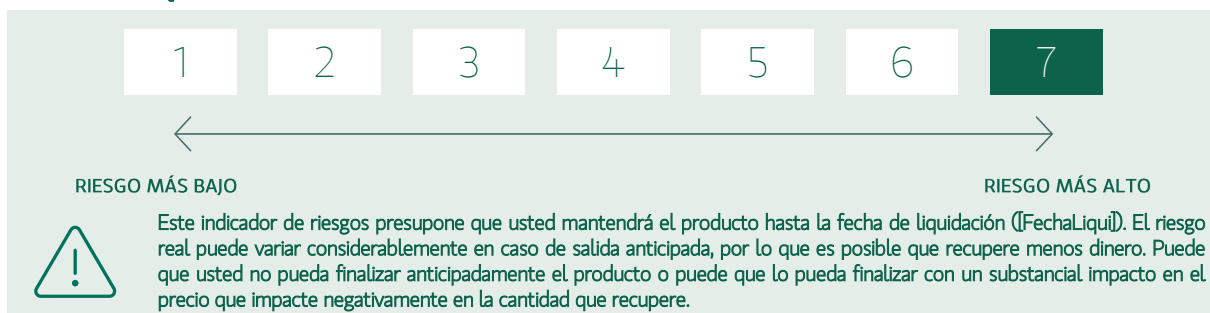 1 2 3 4 5 6 7
RIESGO MÁS BAJO RIESGO MÁS ALTO
Este indicador de riesgos presupone que usted mantendrá el producto hasta la fecha de liquidación ([FechaLiqui]). El riesgo
real puede variar considerablemente en caso de salida anticipada, por lo que es posible que recupere menos dinero. Puede
que usted no pueda finalizar anticipadamente el producto o puede que lo pueda finalizar con un substancial impacto en el
precio que impacte negativamente en la cantidad que recupere.